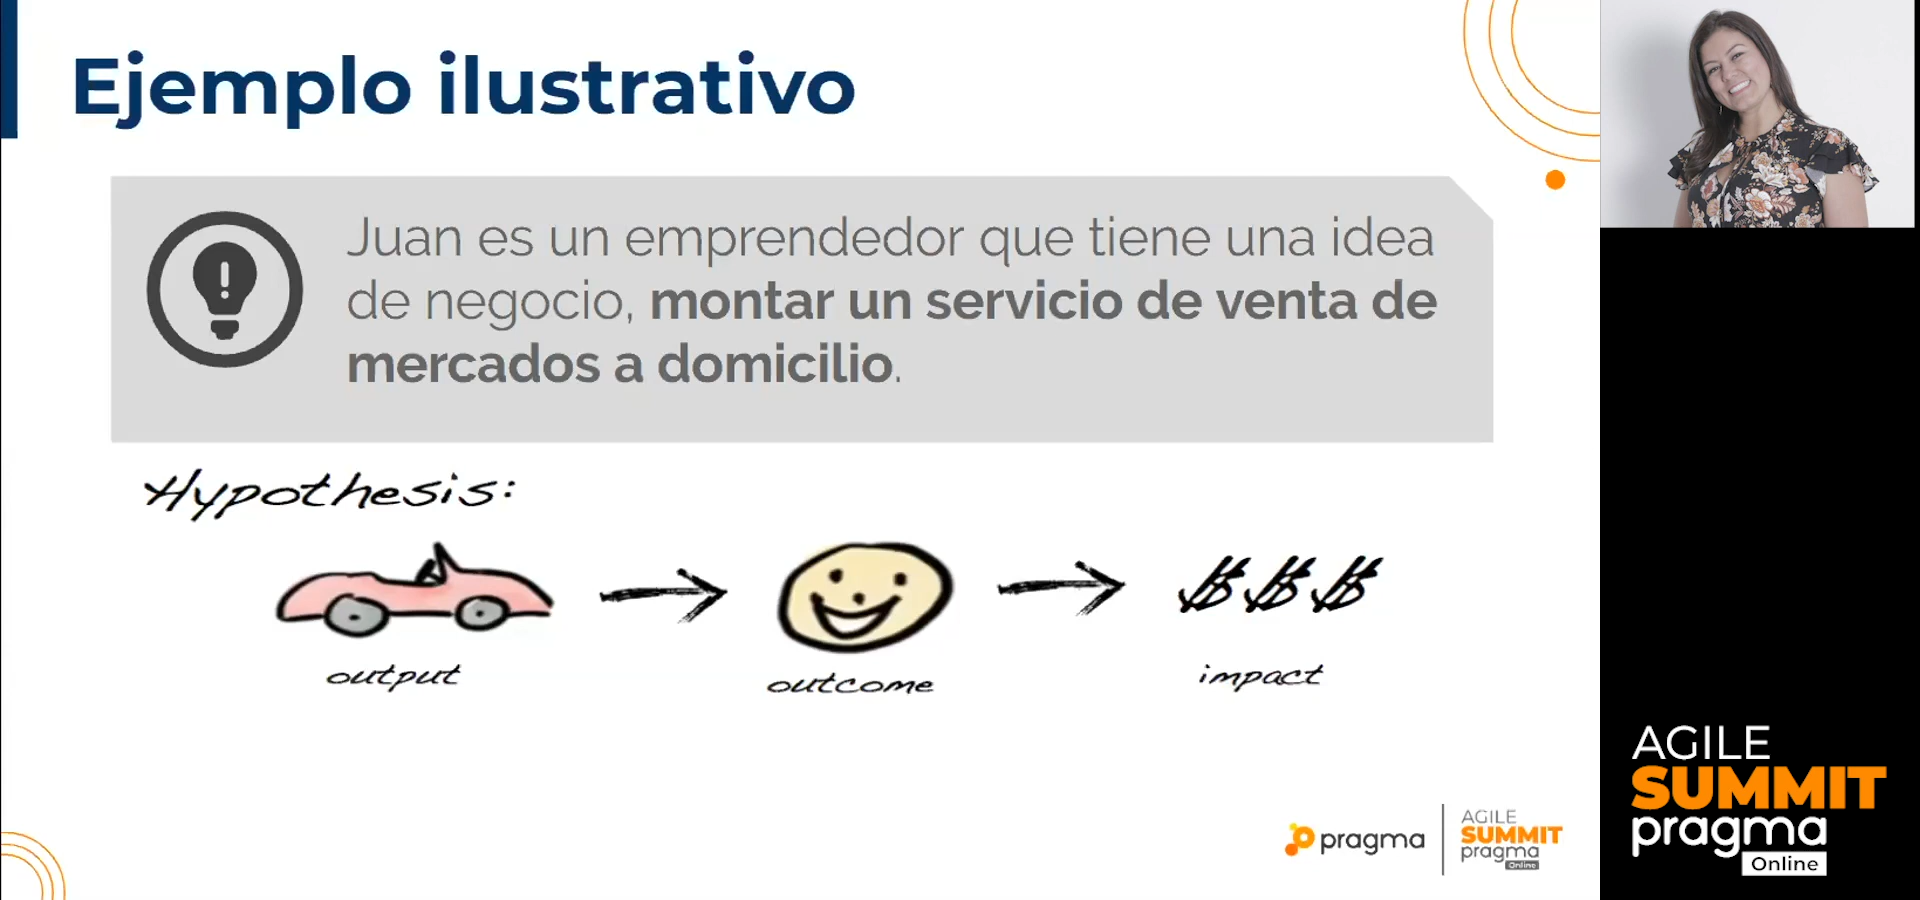 Ejemplo ilustrativo
Juan es un emprendedor que tiene una idea
de negocio, montar un servicio de venta de
mercados a domicilio.
Hypothesis:
output
outcome
$$$
impact
pragma
AGILE
SUMMIT
pragma
Online
AGILE
SUMMIT
pragma
Online